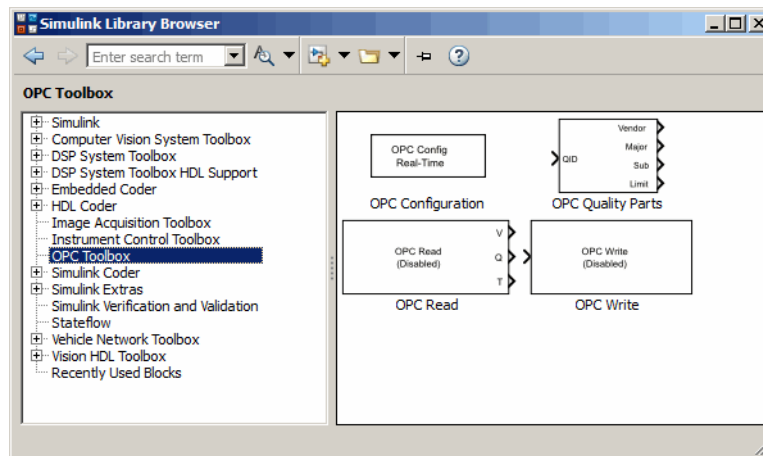 Simulink Library Browser
Enter search term
OPC Toolbox
Simulink
Computer Vision System Toolbox
DSP System Toolbox
DSP System Toolbox HDL Support
Embedded Coder
HDL Coder
Image Acquisition Toolbox
Instrument Control Toolbox
OPC Toolbox
Simulink Coder
Simulink Extras
Simulink Verification and Validation
Stateflow
Vehicle Network Toolbox
Vision HDL Toolbox
Recently Used Blocks
OPC Config
Real-Time
OPC Configuration
QID
Vendor
Major
Sub
Limit
OPC Quality Parts
OPC Read
(Disabled)
V
Q
T
OPC Read
OPC Write
(Disabled)
OPC Write